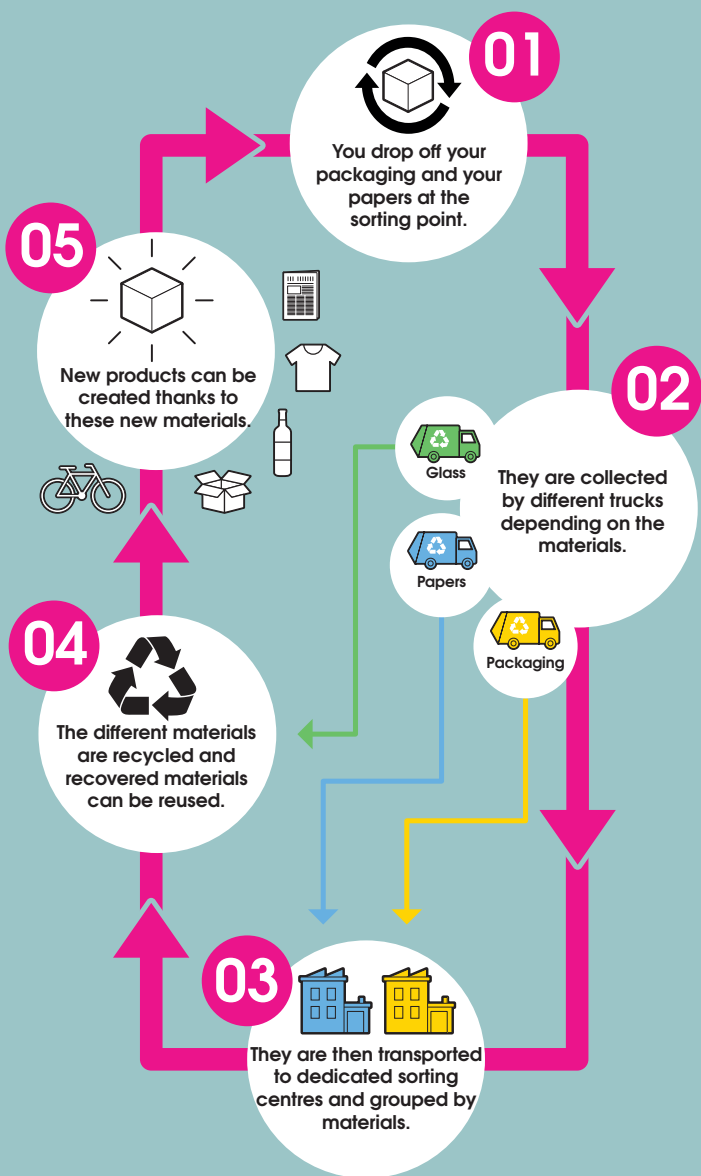 01
You drop off your
packaging and your
papers at the
sorting point.
02
They are collected
by different trucks
depending on the
materials.
Glass
Papers
Packaging
03
They are then transported
to dedicated sorting
centres and grouped by
materials.
04
The different materials
are recycled and
recovered materials
can be reused.
05
New products can be
created thanks to
these new materials.